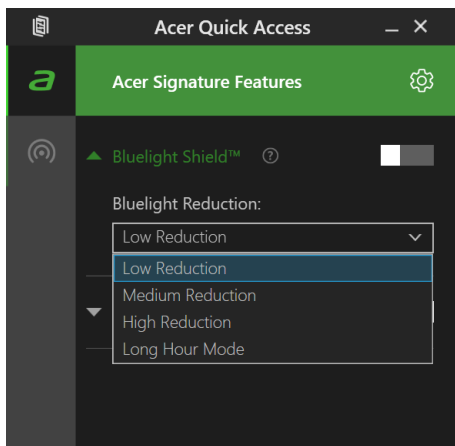 Acer Quick Access
a
Acer Signature Features
Bluelight Shield™ ?
Bluelight Reduction:
Low Reduction
Low Reduction
Medium Reduction
High Reduction
Long Hour Mode